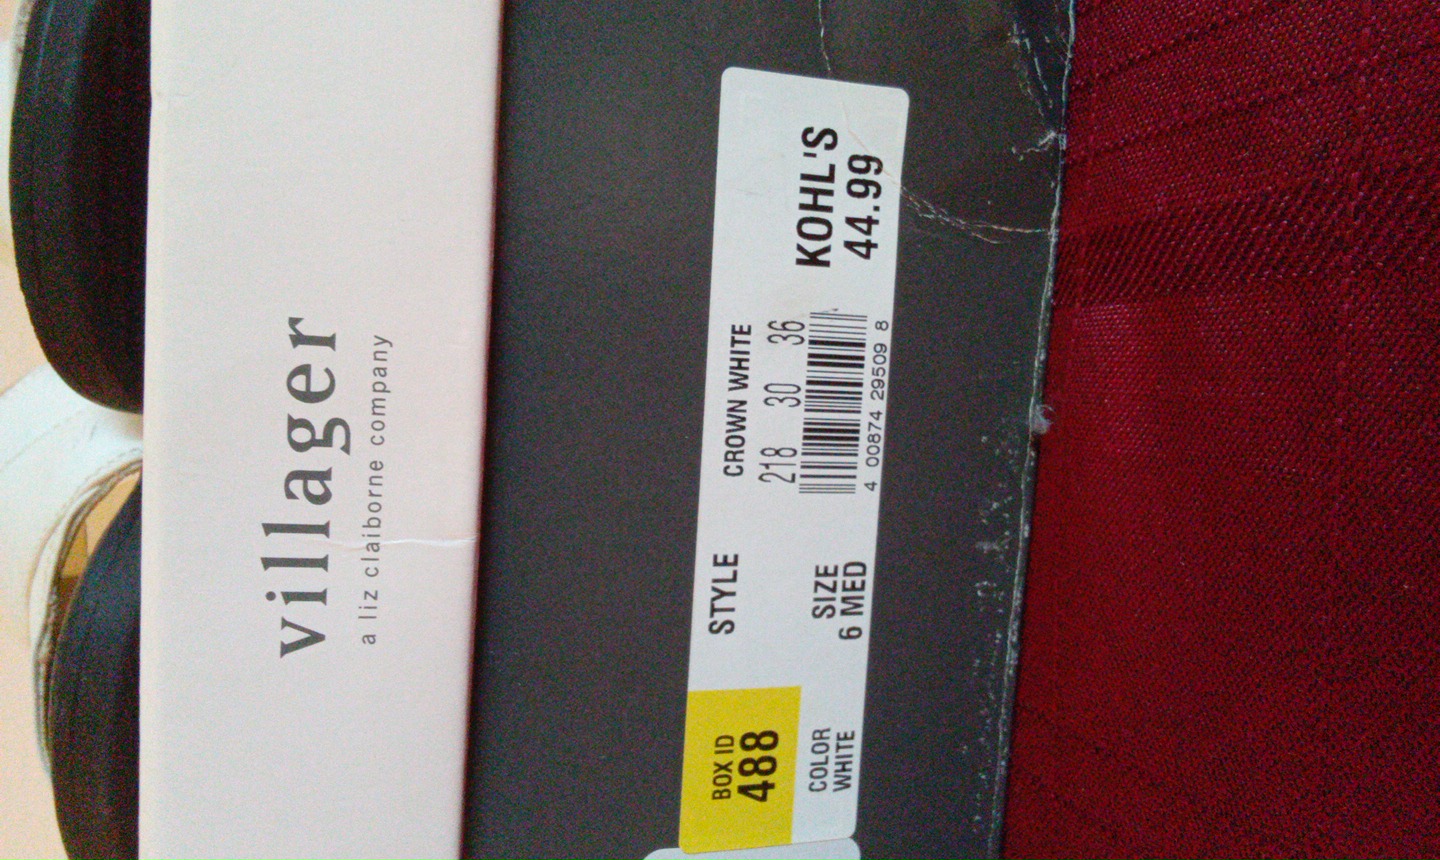 villager
a liz claiborne company
BOX ID
488
STYLE
CROWN WHITE
218 30 36
KOHL'S
44.99
COLOR
WHITE
SIZE
6 MED
4 00874 29509 8